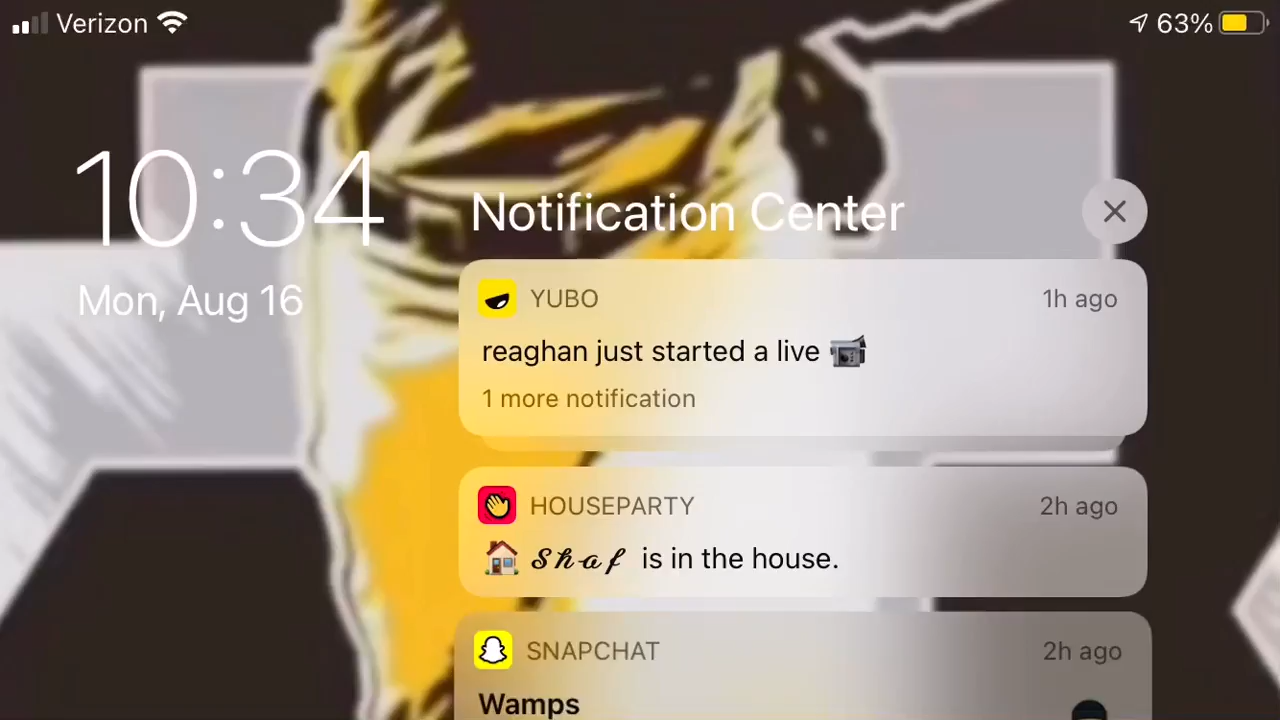 Verizon
63%
10:34
Mon, Aug 16
Notification Center
YUBO
1h ago
reaghan just started a live
1 more notification
HOUSEPARTY
2h ago
🏠 𝓢𝓱𝓪𝓯 is in the house.
SNAPCHAT
2h ago
Wamps